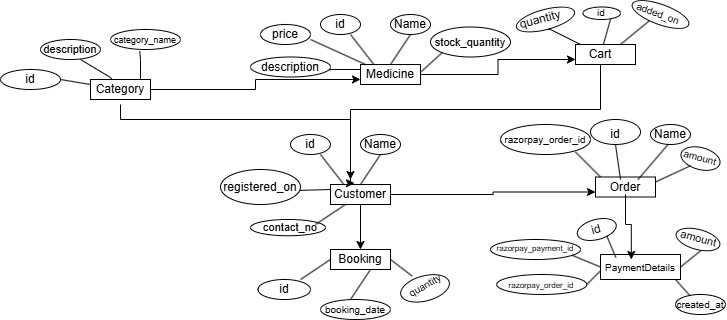 description
category_name
id
Category
price
id
Name
stock_quantity
description
Medicine
quantity
id
added_on
Cart
id
Name
registered_on
Customer
contact_no
razorpay_order_id
id
Name
amount
Order
Booking
id
booking_date
quantity
id
amount
razorpay_payment_id
PaymentDetails
razorpay_order_id
created_at